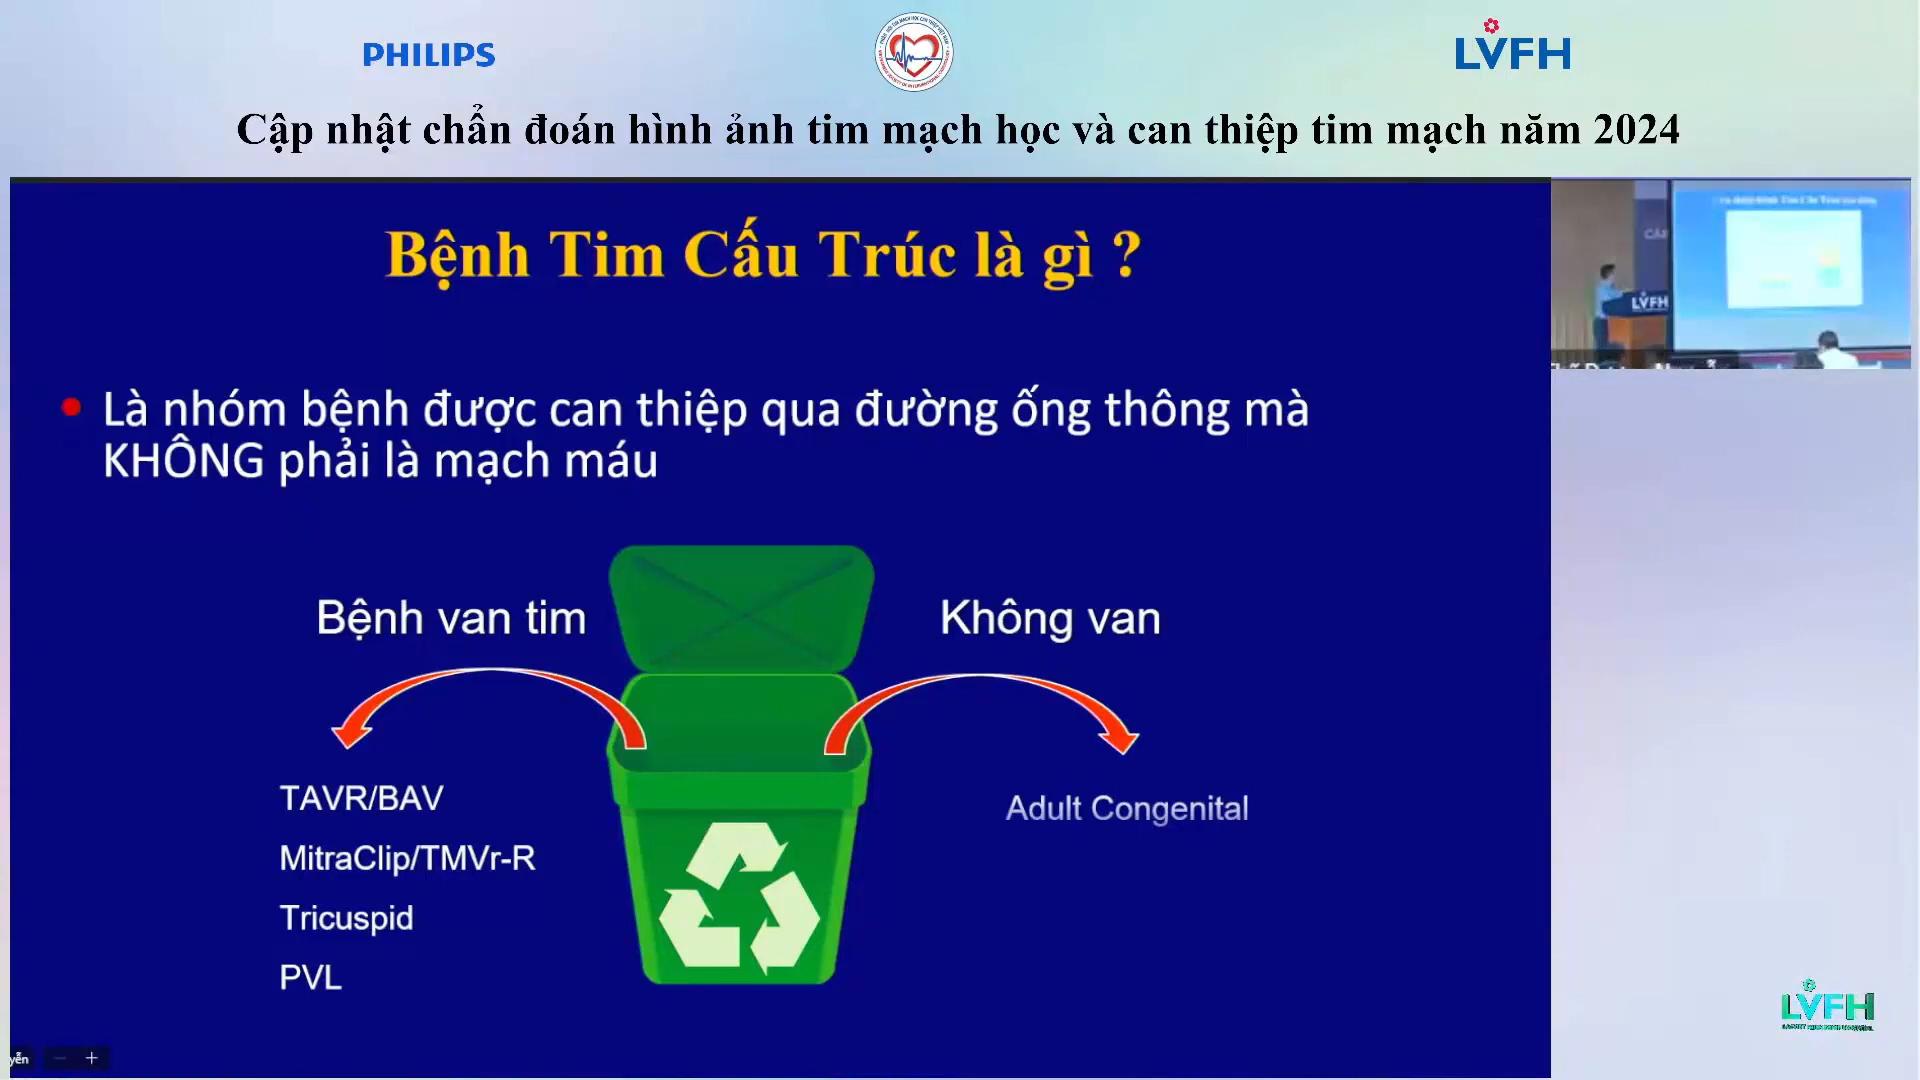 PHILIPS
LVFH
Cập nhật chẩn đoán hình ảnh tim mạch học và can thiệp tim mạch năm 2024
Bệnh Tim Cấu Trúc là gì ?
LVFH
Là nhóm bệnh được can thiệp qua đường ống thông mà
KHÔNG phải là mạch máu
Bệnh van tim
Không van
TAVR/BAV
MitraClip/TMVr-R
Tricuspid
PVL
Adult Congenital
LVFH